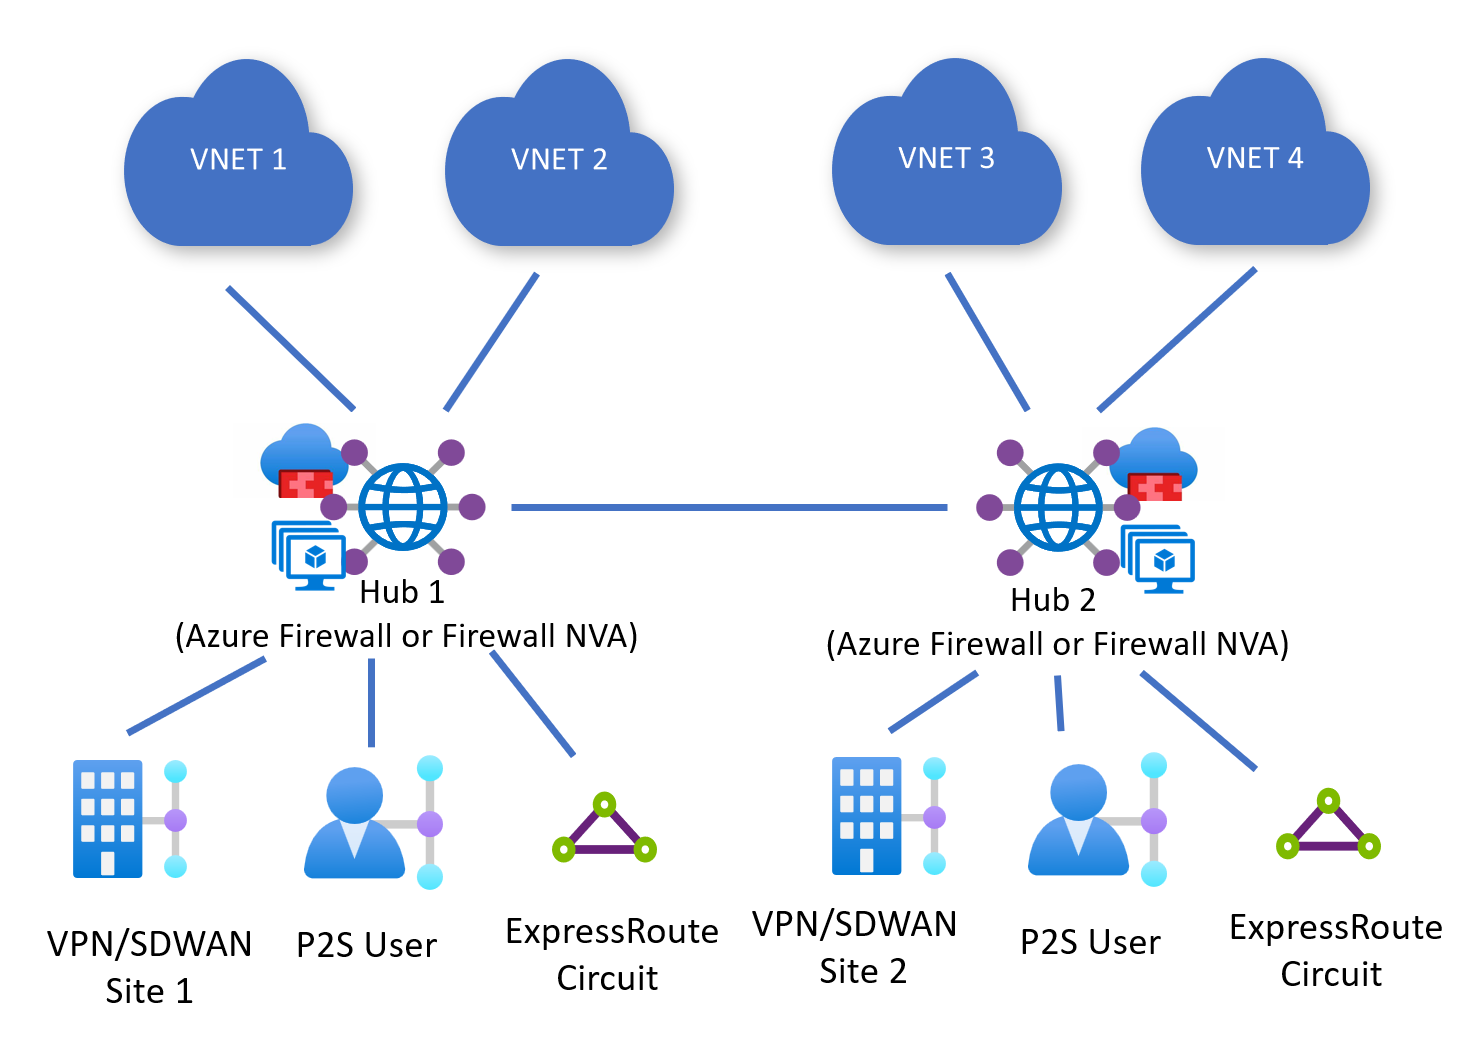 VNET 1
VNET 2
VNET 3
VNET 4
Hub 1
(Azure Firewall or Firewall NVA)
Hub 2
(Azure Firewall or Firewall NVA)
VPN/SDWAN
Site 1
P2S User
ExpressRoute
Circuit
VPN/SDWAN
Site 2
P2S User
ExpressRoute
Circuit